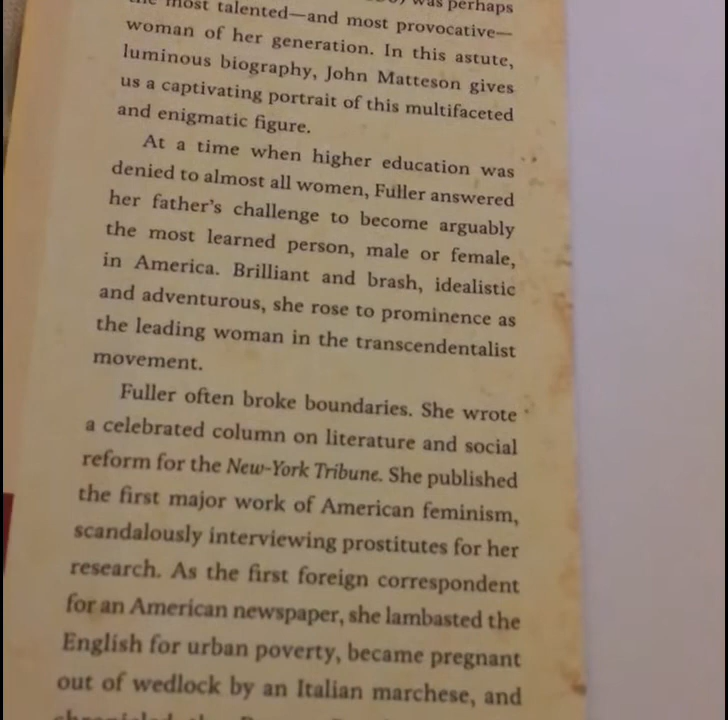 the most talented—and most provocative—
woman of her generation. In this astute,
luminous biography, John Matteson gives
us a captivating portrait of this multifaceted
and enigmatic figure.
At a time when higher education was
denied to almost all women, Fuller answered
her father's challenge to become arguably
the most learned person, male or female,
in America. Brilliant and brash, idealistic
and adventurous, she rose to prominence as
the leading woman in the transcendentalist
movement.
Fuller often broke boundaries. She wrote
a celebrated column on literature and social
reform for the New-York Tribune. She published
the first major work of American feminism,
scandalously interviewing prostitutes for her
research. As the first foreign correspondent
for an American newspaper, she lambasted the
English for urban poverty, became pregnant
out of wedlock by an Italian marchese, and